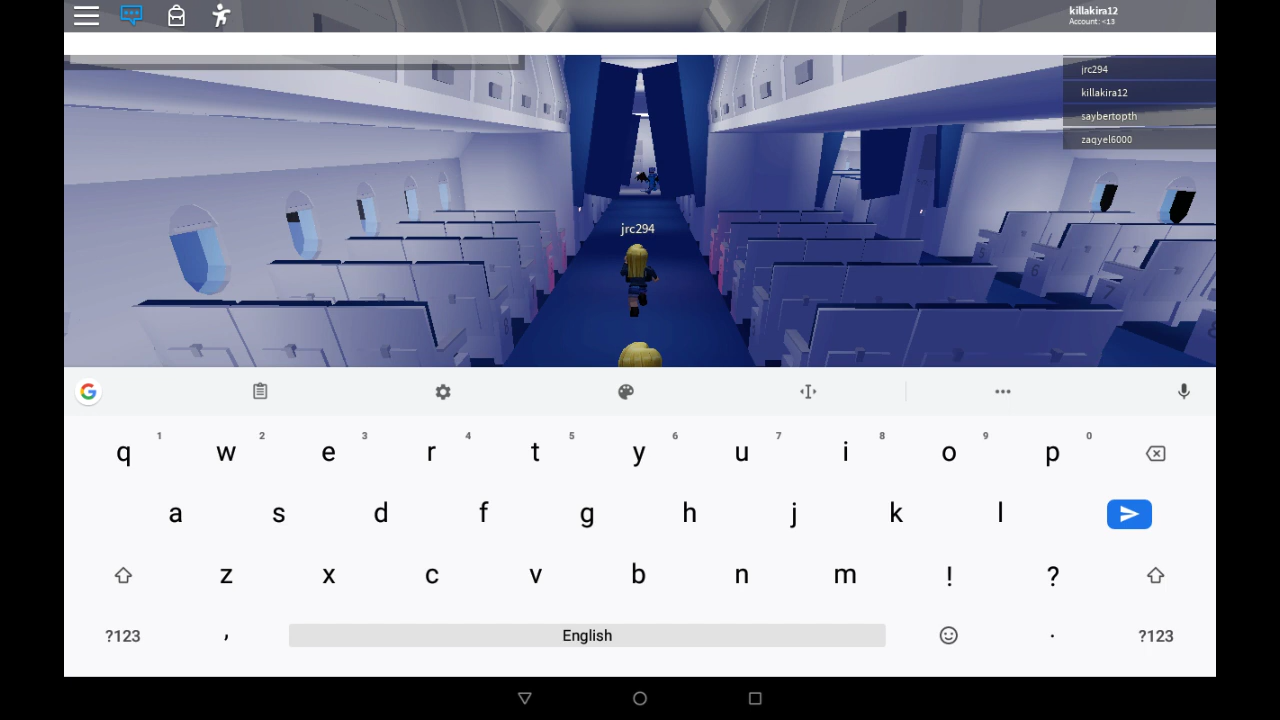 killakira12
Account: <13
jrc294
killakira12
saybertopth
zaqyel6000
jrc294
1 2 3 4 5 6 7 8 9 0
q w e r t y u i o p
a s d f g h j k l
z x c v b n m ! ?
?123 , English . ?123